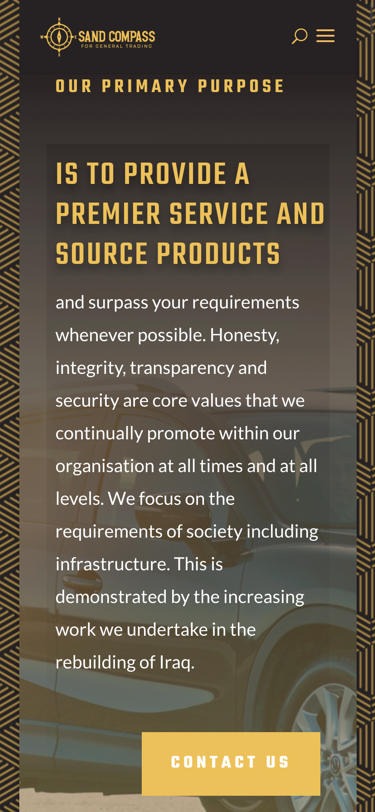 SAND COMPASS
FOR GENERAL TRADING
OUR PRIMARY PURPOSE
IS TO PROVIDE A
PREMIER SERVICE AND
SOURCE PRODUCTS
and surpass your requirements
whenever possible. Honesty,
integrity, transparency and
security are core values that we
continually promote within our
organisation at all times and at all
levels. We focus on the
requirements of society including
infrastructure. This is
demonstrated by the increasing
work we undertake in the
rebuilding of Iraq.
CONTACT US